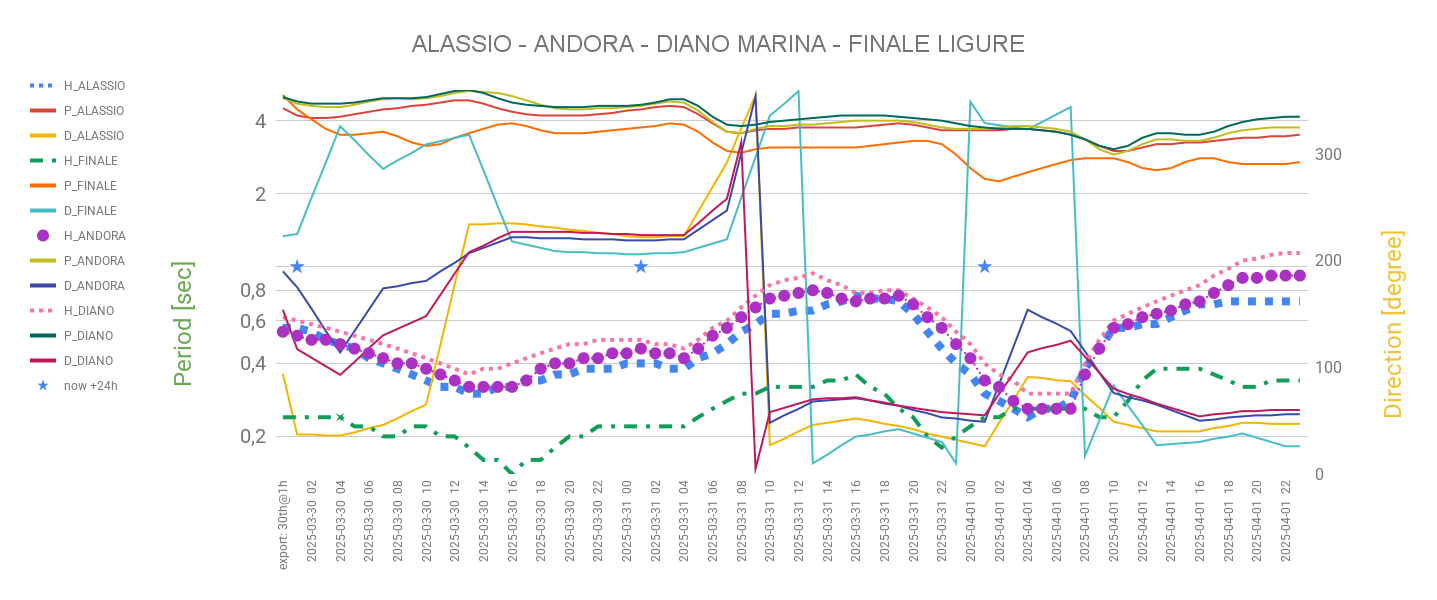 ALASSIO - ANDORA - DIANO MARINA - FINALE LIGURE
H_ALASSIO
P_ALASSIO
D_ALASSIO
H_FINALE
P_FINALE
D_FINALE
H_ANDORA
P_ANDORA
D_ANDORA
H_DIANO
P_DIANO
D_DIANO
now +24h
Period [sec]
4
2
0,8
0,6
0,4
0,2
300
200
100
0
Direction [degree]
export: 30th@1h
2025-03-30 02
2025-03-30 04
2025-03-30 06
2025-03-30 08
2025-03-30 10
2025-03-30 12
2025-03-30 14
2025-03-30 16
2025-03-30 18
2025-03-30 20
2025-03-30 22
2025-03-31 00
2025-03-31 02
2025-03-31 04
2025-03-31 06
2025-03-31 08
2025-03-31 10
2025-03-31 12
2025-03-31 14
2025-03-31 16
2025-03-31 18
2025-03-31 20
2025-03-31 22
2025-04-01 00
2025-04-01 02
2025-04-01 04
2025-04-01 06
2025-04-01 08
2025-04-01 10
2025-04-01 12
2025-04-01 14
2025-04-01 16
2025-04-01 18
2025-04-01 20
2025-04-01 22